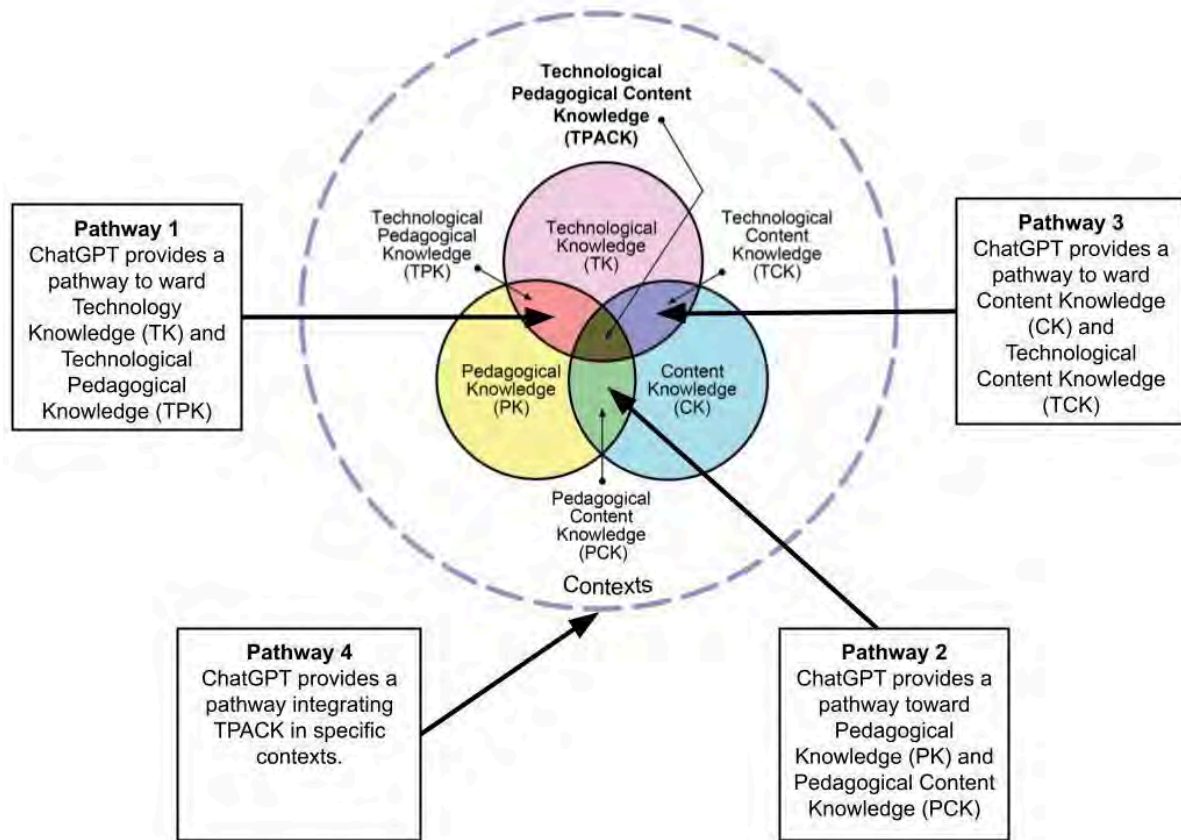 Technological
Pedagogical Content
Knowledge
(TPACK)
Pathway 1
ChatGPT provides a
pathway to ward
Technology
Knowledge (TK) and
Technological
Pedagogical
Knowledge (TPK)
Technological
Pedagogical
Knowledge
(TPK)
Technological
Knowledge
(TK)
Technological
Content
Knowledge
(TCK)
Pathway 3
ChatGPT provides a
pathway to ward
Content Knowledge
(CK) and
Technological
Content Knowledge
(TCK)
Pedagogical
Knowledge
(PK)
Content
Knowledge
(CK)
Pedagogical
Content
Knowledge
(PCK)
Contexts
Pathway 4
ChatGPT provides a
pathway integrating
TPACK in specific
contexts.
Pathway 2
ChatGPT provides a
pathway toward
Pedagogical
Knowledge (PK) and
Pedagogical Content
Knowledge (PCK)